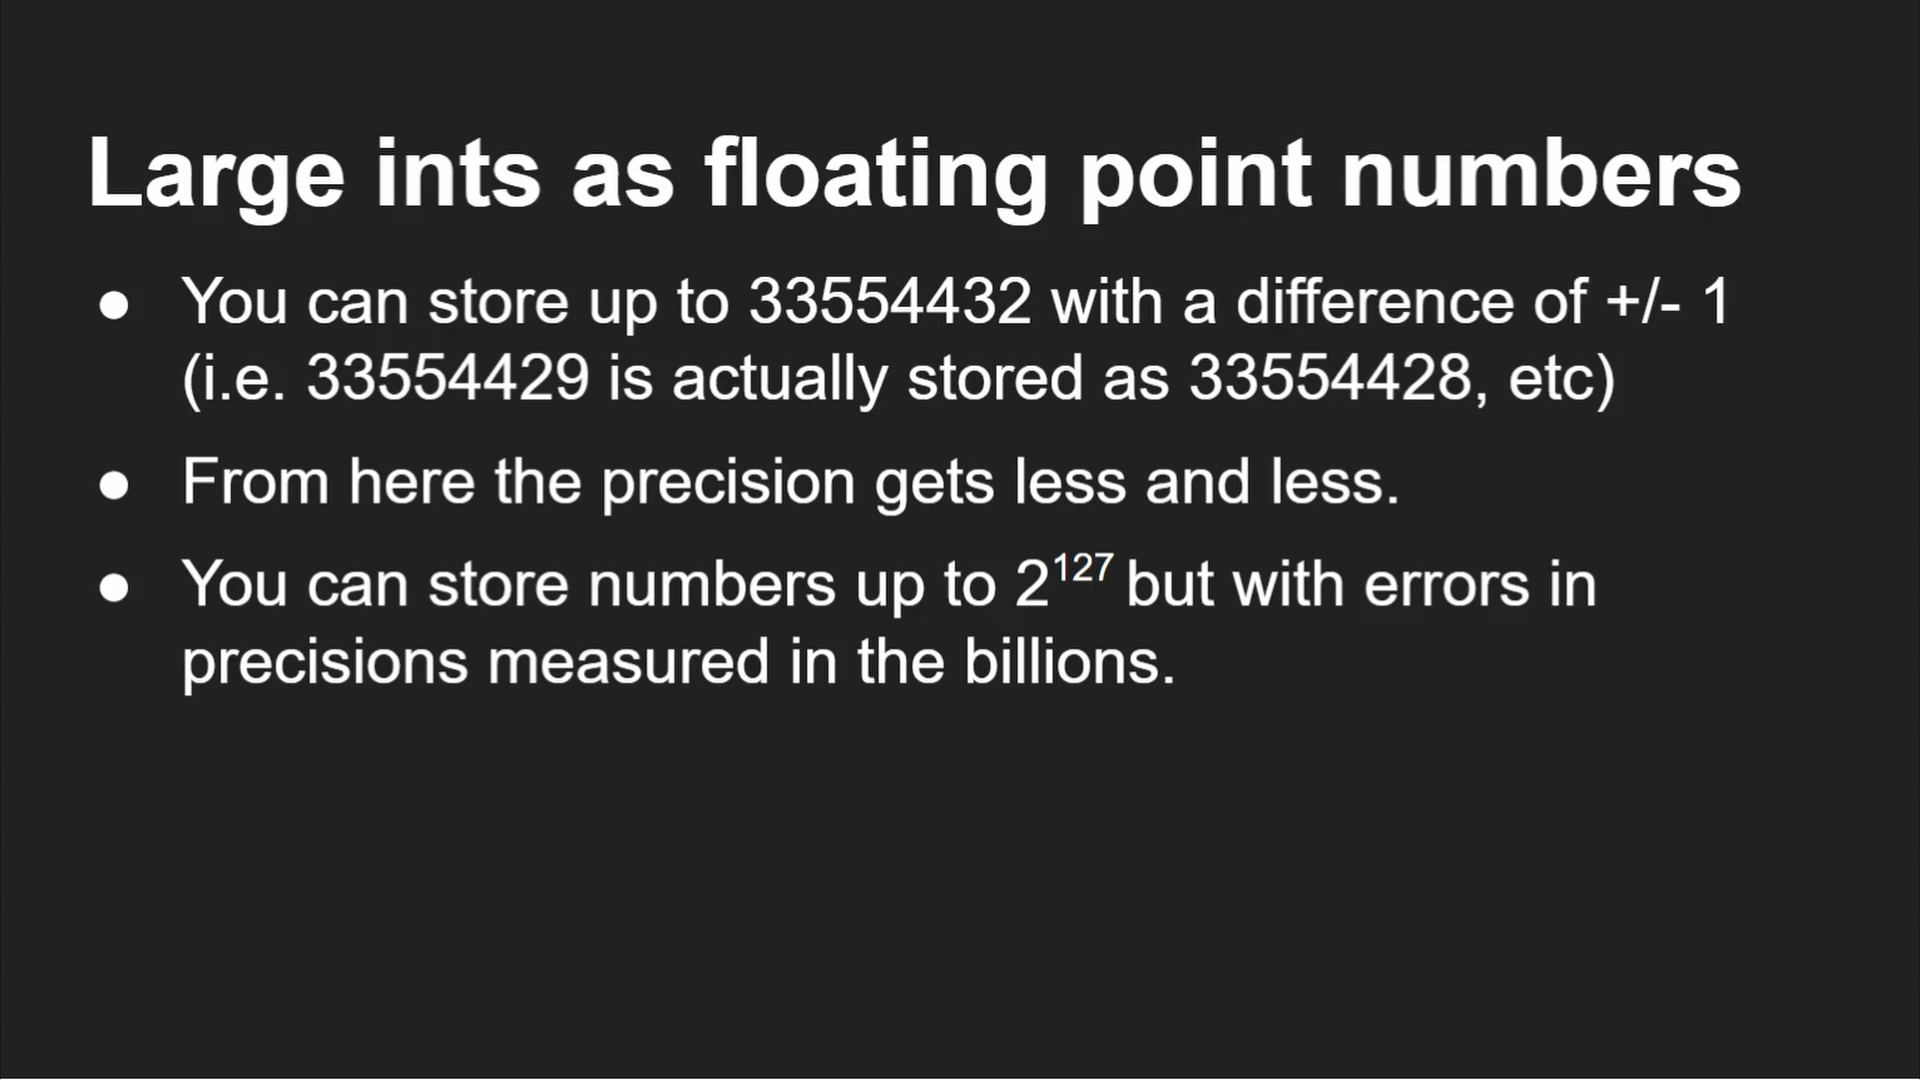 Large ints as floating point numbers
● You can store up to 33554432 with a difference of +/- 1
(i.e. 33554429 is actually stored as 33554428, etc)
● From here the precision gets less and less.
● You can store numbers up to 2¹²⁷ but with errors in
precisions measured in the billions.